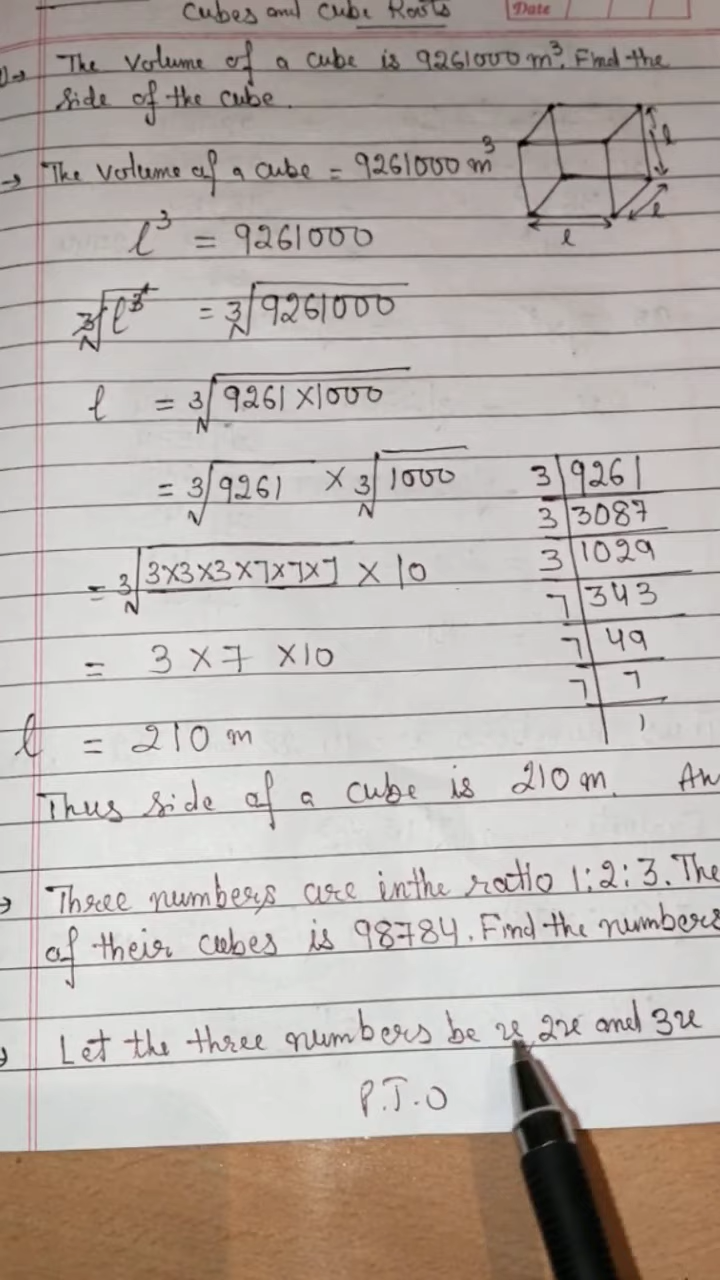 Cubes and Cube Roots
Date
The volume of a cube is 9261000 m³. Find the
side of the cube.
→ The volume of a cube = 9261000 m³
l³ = 9261000
∛l³ = ∛9261000
l = ∛9261×1000
= ∛9261 × ∛1000
= ∛3×3×3×7×7×7 × 10
= 3×7×10
l = 210 m
3 | 9261
3 | 3087
3 | 1029
7 | 343
7 | 49
7 | 7
| 1
l
l
l
Thus side of a cube is 210 m.
Three numbers are in the ratio 1:2:3. The
of their cubes is 98784. Find the numbers
Let the three numbers be x, 2x and 3x
P.T.O